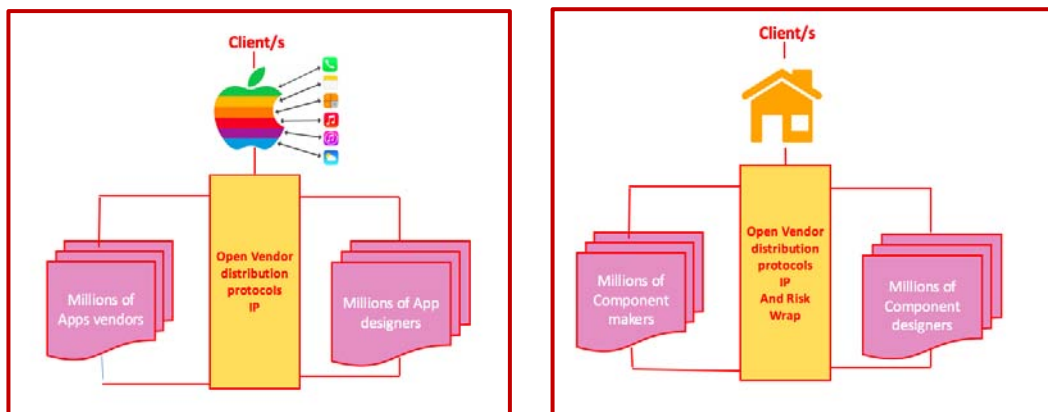 Client/s
Open Vendor
distribution
protocols
IP
Millions of
Apps vendors
Millions of App
designers
Client/s
Open Vendor
distribution
protocols
IP
And Risk
Wrap
Millions of
Component
makers
Millions of
Component
designers